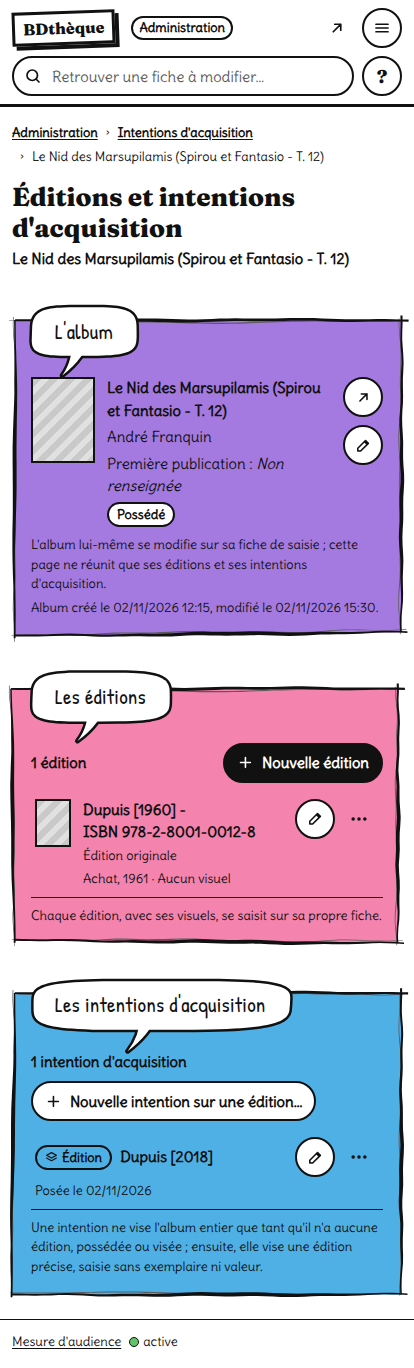 BDthèque
Administration
Retrouver une fiche à modifier...
?
Administration › Intentions d'acquisition
› Le Nid des Marsupilamis (Spirou et Fantasio - T. 12)
Éditions et intentions
d'acquisition
Le Nid des Marsupilamis (Spirou et Fantasio - T. 12)
L'album
Le Nid des Marsupilamis (Spirou
et Fantasio - T. 12)
André Franquin
Première publication : Non
renseignée
Possédé
L'album lui-même se modifie sur sa fiche de saisie ; cette
page ne réunit que ses éditions et ses intentions
d'acquisition.
Album créé le 02/11/2026 12:15, modifié le 02/11/2026 15:30.
Les éditions
1 édition
Nouvelle édition
Dupuis [1960] -
ISBN 978-2-8001-0012-8
Édition originale
Achat, 1961 · Aucun visuel
Chaque édition, avec ses visuels, se saisit sur sa propre fiche.
Les intentions d'acquisition
1 intention d'acquisition
Nouvelle intention sur une édition...
Édition Dupuis [2018]
Posée le 02/11/2026
Une intention ne vise l'album entier que tant qu'il n'a aucune
édition, possédée ou visée ; ensuite, elle vise une édition
précise, saisie sans exemplaire ni valeur.
Mesure d'audience active